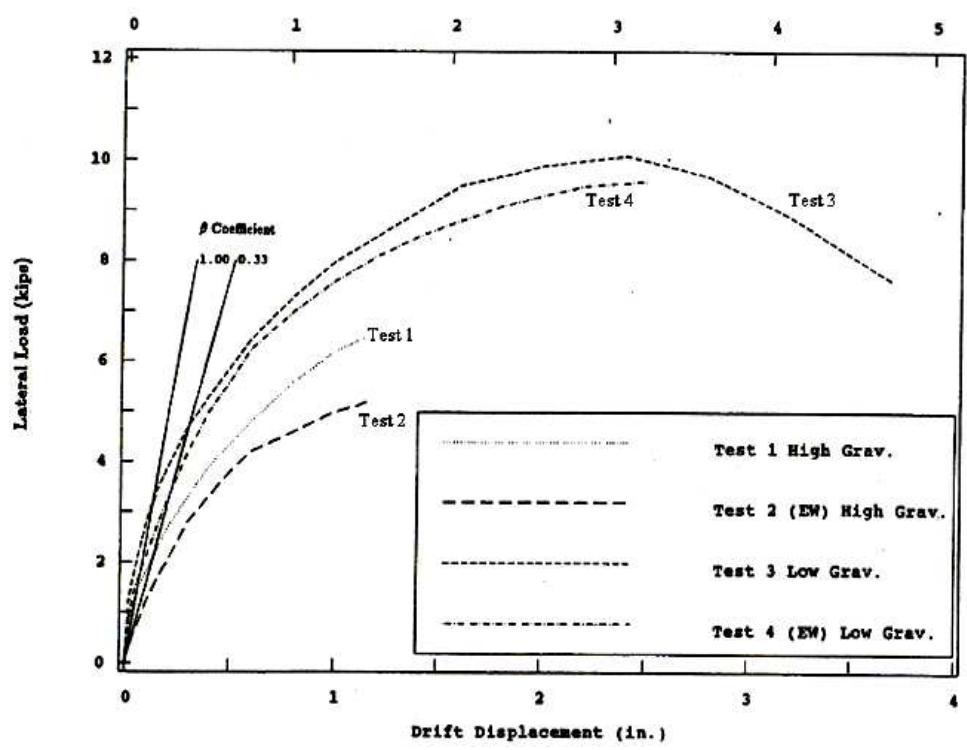 0 1 2 3 4 5
12
10
8
6
4
2
0
Lateral Load (kips)
β Coefficient
1.00 0.33
Test 4
Test 3
Test 1
Test 2
Test 1 High Grav.
Test 2 (EW) High Grav.
Test 3 Low Grav.
Test 4 (EW) Low Grav.
0 1 2 3 4
Drift Displacement (in.)